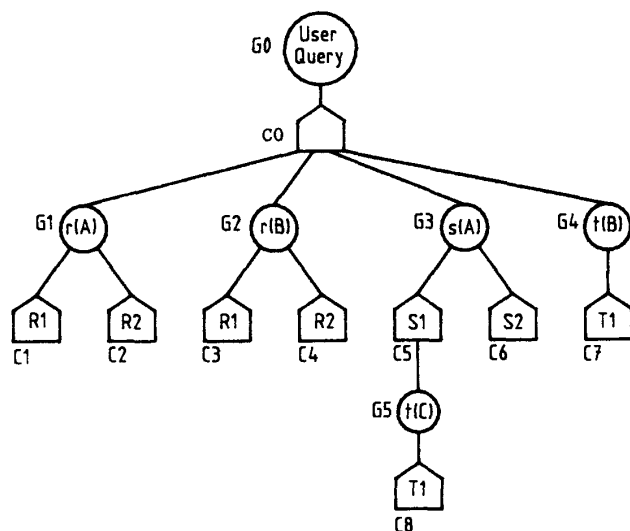 G0 User Query
C0
G1 r(A) G2 r(B) G3 s(A) G4 t(B)
R1 R2 R1 R2 S1 S2 T1
C1 C2 C3 C4 C5 C6 C7
G5 t(C)
T1
C8